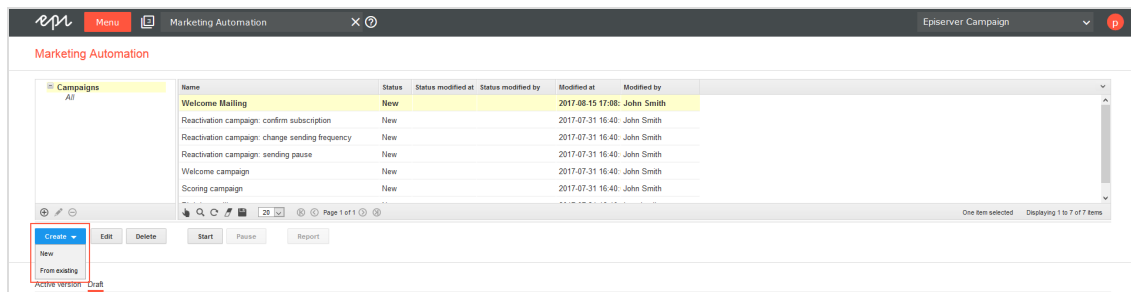 epi Menu 2 Marketing Automation Episerver Campaign p
Marketing Automation
Campaigns
All
Name Status Status modified at Status modified by Modified at Modified by
Welcome Mailing New 2017-08-15 17:08: John Smith
Reactivation campaign: confirm subscription New 2017-07-31 16:40: John Smith
Reactivation campaign: change sending frequency New 2017-07-31 16:40: John Smith
Reactivation campaign: sending pause New 2017-07-31 16:40: John Smith
Welcome campaign New 2017-07-31 16:40: John Smith
Scoring campaign New 2017-07-31 16:40: John Smith
20 Page 1 of 1 One item selected Displaying 1 to 7 of 7 items
Create Edit Delete Start Pause Report
New
From existing
Active version Draft